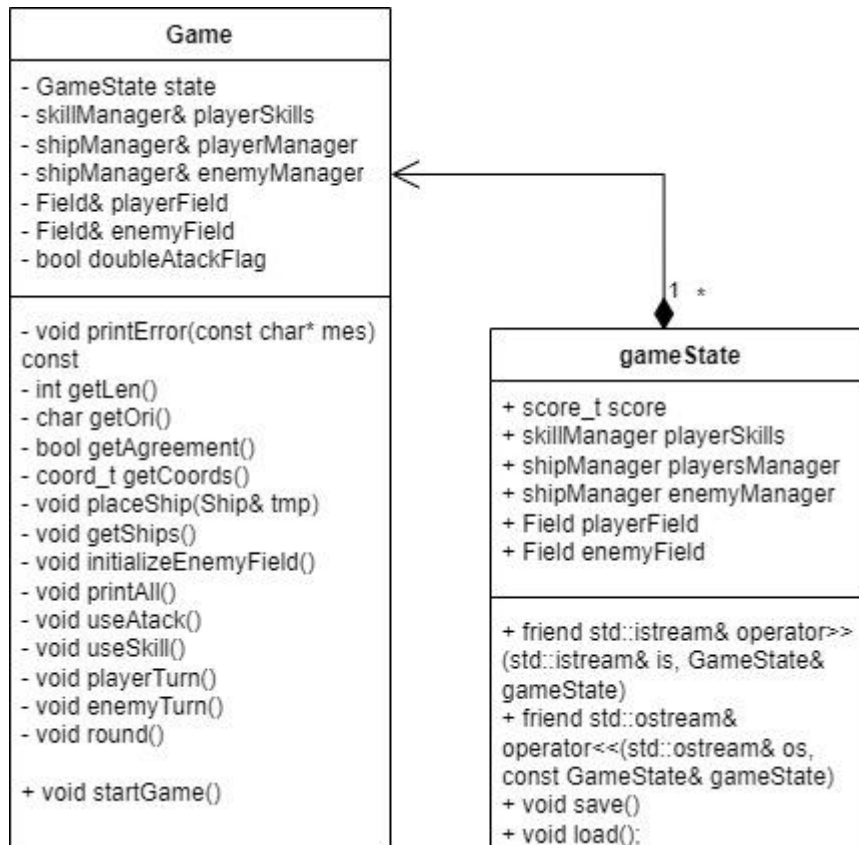 Game
- GameState state
- skillManager& playerSkills
- shipManager& playerManager
- shipManager& enemyManager
- Field& playerField
- Field& enemyField
- bool doubleAtackFlag
- void printError(const char* mes)
const
- int getLen()
- char getOri()
- bool getAgreement()
- coord_t getCoords()
- void placeShip(Ship& tmp)
- void getShips()
- void initializeEnemyField()
- void printAll()
- void useAtack()
- void useSkill()
- void playerTurn()
- void enemyTurn()
- void round()
+ void startGame()
1 *
gameState
+ score_t score
+ skillManager playerSkills
+ shipManager playersManager
+ shipManager enemyManager
+ Field playerField
+ Field enemyField
+ friend std::istream& operator>>
(std::istream& is, GameState&
gameState)
+ friend std::ostream&
operator<<(std::ostream& os,
const GameState& gameState)
+ void save()
+ void load();